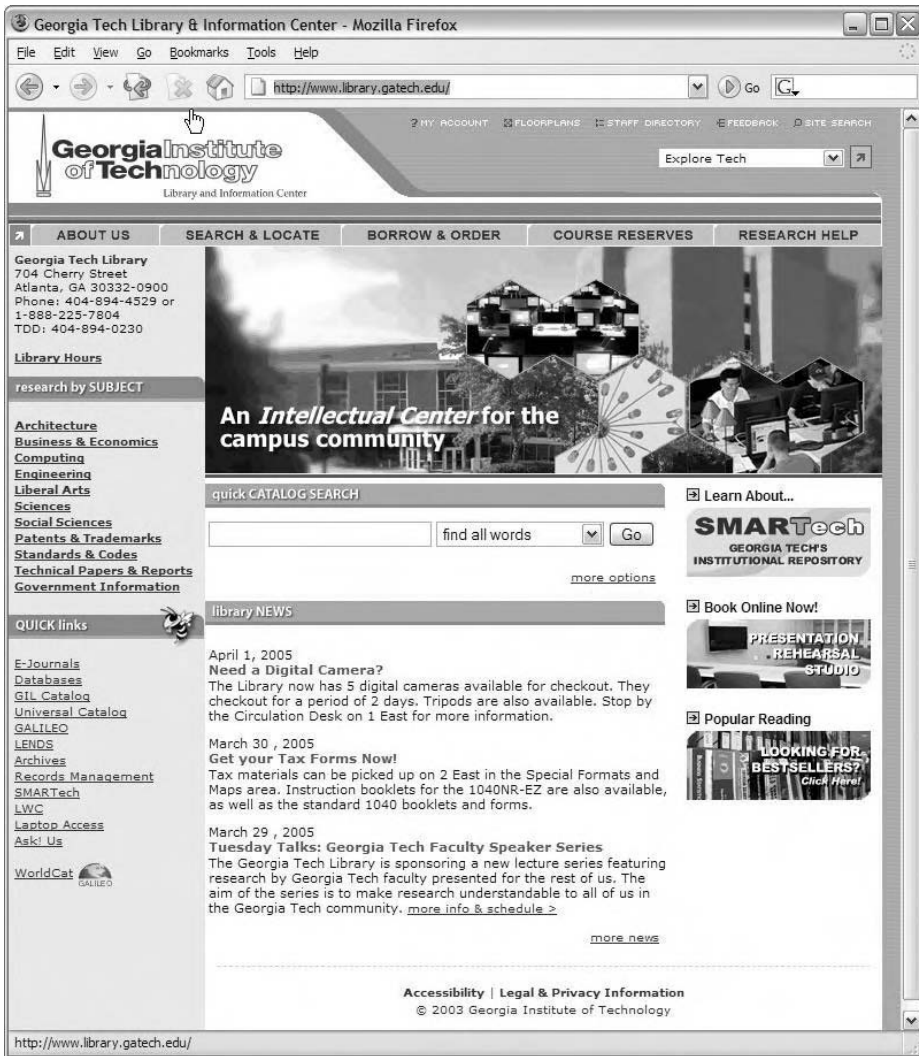 Georgia Tech Library & Information Center - Mozilla Firefox
File Edit View Go Bookmarks Tools Help
http://www.library.gatech.edu/
Go
G
? MY ACCOUNT FLOORPLANS STAFF DIRECTORY FEEDBACK SITE SEARCH
Georgia Institute
of Technology
Library and Information Center
Explore Tech
ABOUT US SEARCH & LOCATE BORROW & ORDER COURSE RESERVES RESEARCH HELP
Georgia Tech Library
704 Cherry Street
Atlanta, GA 30332-0900
Phone: 404-894-4529 or
1-888-225-7804
TDD: 404-894-0230
Library Hours
research by SUBJECT
Architecture
Business & Economics
Computing
Engineering
Liberal Arts
Sciences
Social Sciences
Patents & Trademarks
Standards & Codes
Technical Papers & Reports
Government Information
QUICK links
E-Journals
Databases
GIL Catalog
Universal Catalog
GALILEO
LENDS
Archives
Records Management
SMARTech
LWC
Laptop Access
Ask! Us
WorldCat
GALILEO
An Intellectual Center for the
campus community
quick CATALOG SEARCH
find all words Go
more options
library NEWS
April 1, 2005
Need a Digital Camera?
The Library now has 5 digital cameras available for checkout. They
checkout for a period of 2 days. Tripods are also available. Stop by
the Circulation Desk on 1 East for more information.
March 30 , 2005
Get your Tax Forms Now!
Tax materials can be picked up on 2 East in the Special Formats and
Maps area. Instruction booklets for the 1040NR-EZ are also available,
as well as the standard 1040 booklets and forms.
March 29 , 2005
Tuesday Talks: Georgia Tech Faculty Speaker Series
The Georgia Tech Library is sponsoring a new lecture series featuring
research by Georgia Tech faculty presented for the rest of us. The
aim of the series is to make research understandable to all of us in
the Georgia Tech community. more info & schedule >
more news
Learn About...
SMARTech
GEORGIA TECH'S
INSTITUTIONAL REPOSITORY
Book Online Now!
PRESENTATION
REHEARSAL
STUDIO
Popular Reading
LOOKING FOR
BESTSELLERS?
Click Here!
Accessibility | Legal & Privacy Information
© 2003 Georgia Institute of Technology
http://www.library.gatech.edu/